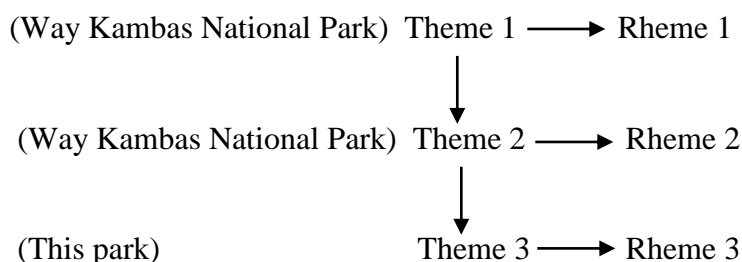 (Way Kambas National Park) Theme 1 Rheme 1
(Way Kambas National Park) Theme 2 Rheme 2
(This park) Theme 3 Rheme 3